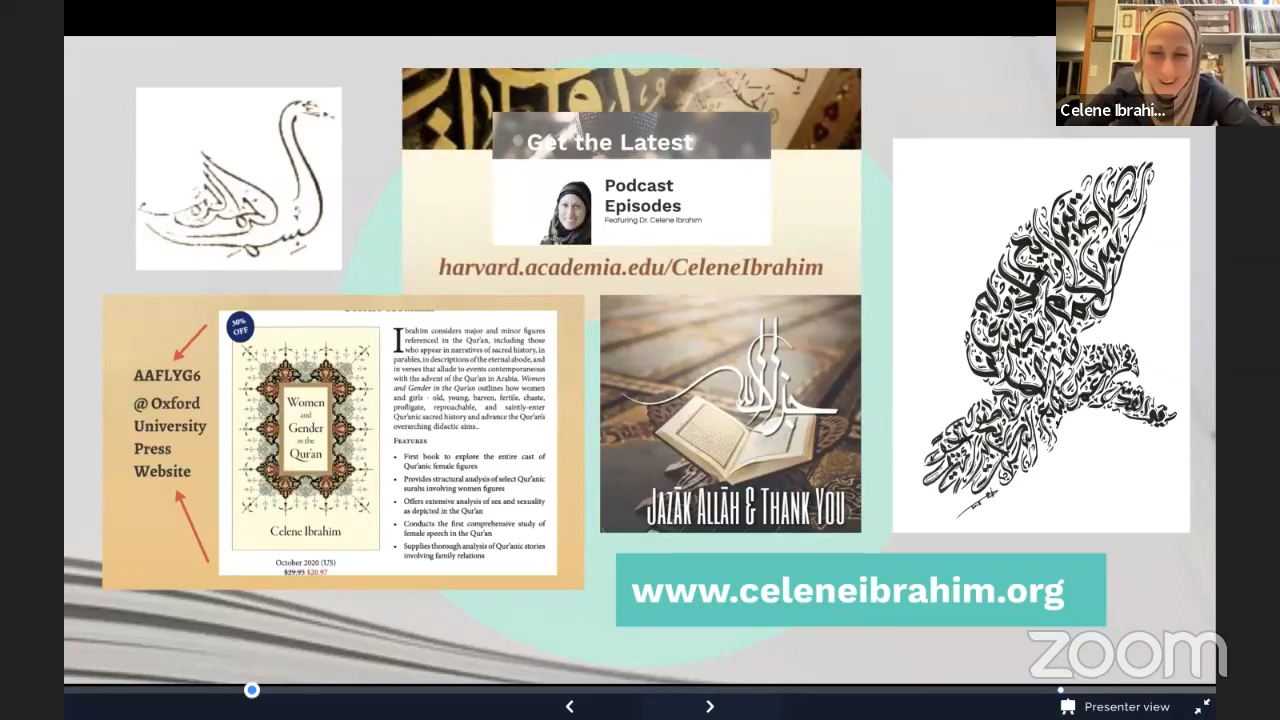 Celene Ibrahi...
Get the Latest
Podcast
Episodes
Featuring Dr. Celene Ibrahim
harvard.academia.edu/CeleneIbrahim
30%
OFF
AAFLYG6
@ Oxford
University
Press
Website
Women
and
Gender
in the
Qur'an
Celene Ibrahim
October 2020 (US)
$29.95 $20.97
Ibrahim considers major and minor figures
referenced in the Qur'an, including those
who appear in narratives of sacred history, in
parables, in descriptions of the eternal abode, and
in verses that allude to events contemporaneous
with the advent of the Qur'an in Arabia. Women
and Gender in the Qur'an outlines how women
and girls - old, young, barren, fertile, chaste,
profligate, reproachable, and saintly-enter
Qur'anic sacred history and advance the Qur'an's
overarching didactic aims..
FEATURES
• First book to explore the entire cast of
Qur'anic female figures
• Provides structural analysis of select Qur'anic
surahs involving women figures
• Offers extensive analysis of sex and sexuality
as depicted in the Qur'an
• Conducts the first comprehensive study of
female speech in the Qur'an
• Supplies thorough analysis of Qur'anic stories
involving family relations
جزاك الله
JAZĀK ALLĀH & THANK YOU
www.celeneibrahim.org
zoom
Presenter view